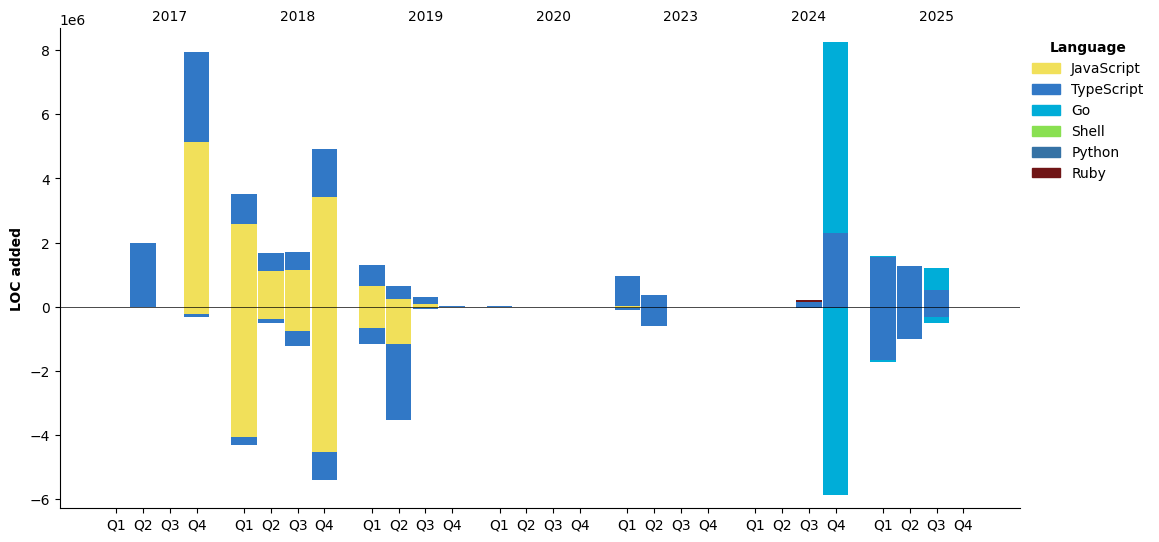 2017 2018 2019 2020 2023 2024 2025
1e6
Language
JavaScript
TypeScript
Go
Shell
Python
Ruby
LOC added
8
6
4
2
0
−2
−4
−6
Q1 Q2 Q3 Q4 Q1 Q2 Q3 Q4 Q1 Q2 Q3 Q4 Q1 Q2 Q3 Q4 Q1 Q2 Q3 Q4 Q1 Q2 Q3 Q4 Q1 Q2 Q3 Q4